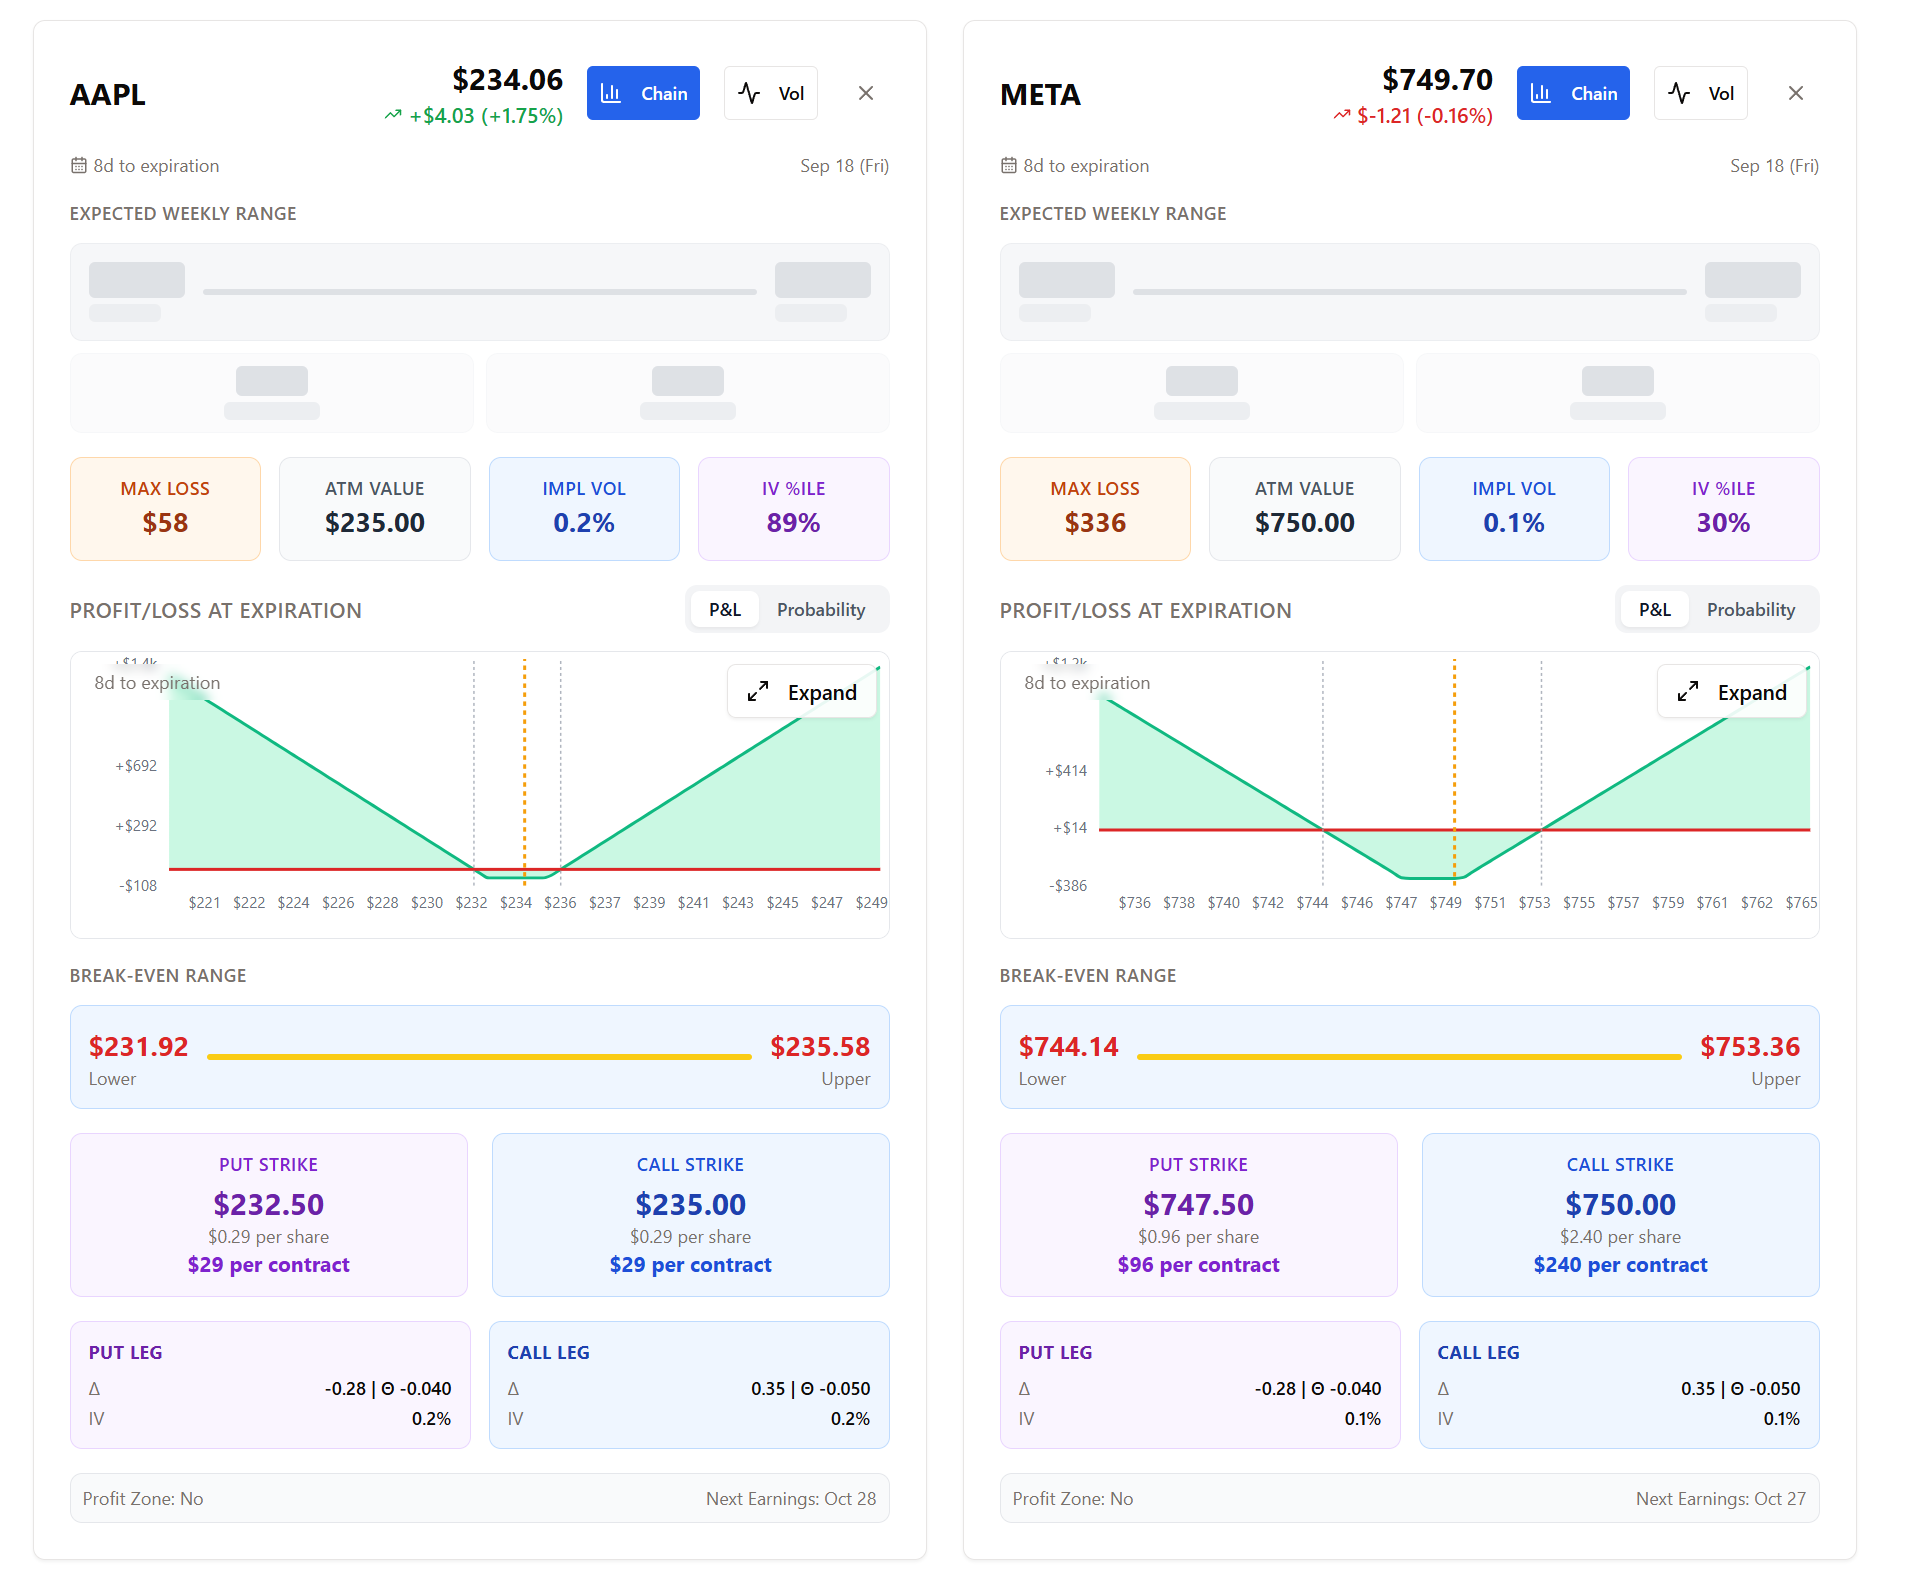 AAPL
$234.06
+$4.03 (+1.75%)
Chain
Vol
8d to expiration
Sep 18 (Fri)
EXPECTED WEEKLY RANGE
MAX LOSS
$58
ATM VALUE
$235.00
IMPL VOL
0.2%
IV %ILE
89%
PROFIT/LOSS AT EXPIRATION
P&L
Probability
+$1.4k
8d to expiration
Expand
+$692
+$292
-$108
$221 $222 $224 $226 $228 $230 $232 $234 $236 $237 $239 $241 $243 $245 $247 $249
BREAK-EVEN RANGE
$231.92
Lower
$235.58
Upper
PUT STRIKE
$232.50
$0.29 per share
$29 per contract
CALL STRIKE
$235.00
$0.29 per share
$29 per contract
PUT LEG
Δ -0.28 | Θ -0.040
IV 0.2%
CALL LEG
Δ 0.35 | Θ -0.050
IV 0.2%
Profit Zone: No
Next Earnings: Oct 28
META
$749.70
$-1.21 (-0.16%)
Chain
Vol
8d to expiration
Sep 18 (Fri)
EXPECTED WEEKLY RANGE
MAX LOSS
$336
ATM VALUE
$750.00
IMPL VOL
0.1%
IV %ILE
30%
PROFIT/LOSS AT EXPIRATION
P&L
Probability
+$1.2k
8d to expiration
Expand
+$414
+$14
-$386
$736 $738 $740 $742 $744 $746 $747 $749 $751 $753 $755 $757 $759 $761 $762 $765
BREAK-EVEN RANGE
$744.14
Lower
$753.36
Upper
PUT STRIKE
$747.50
$0.96 per share
$96 per contract
CALL STRIKE
$750.00
$2.40 per share
$240 per contract
PUT LEG
Δ -0.28 | Θ -0.040
IV 0.1%
CALL LEG
Δ 0.35 | Θ -0.050
IV 0.1%
Profit Zone: No
Next Earnings: Oct 27